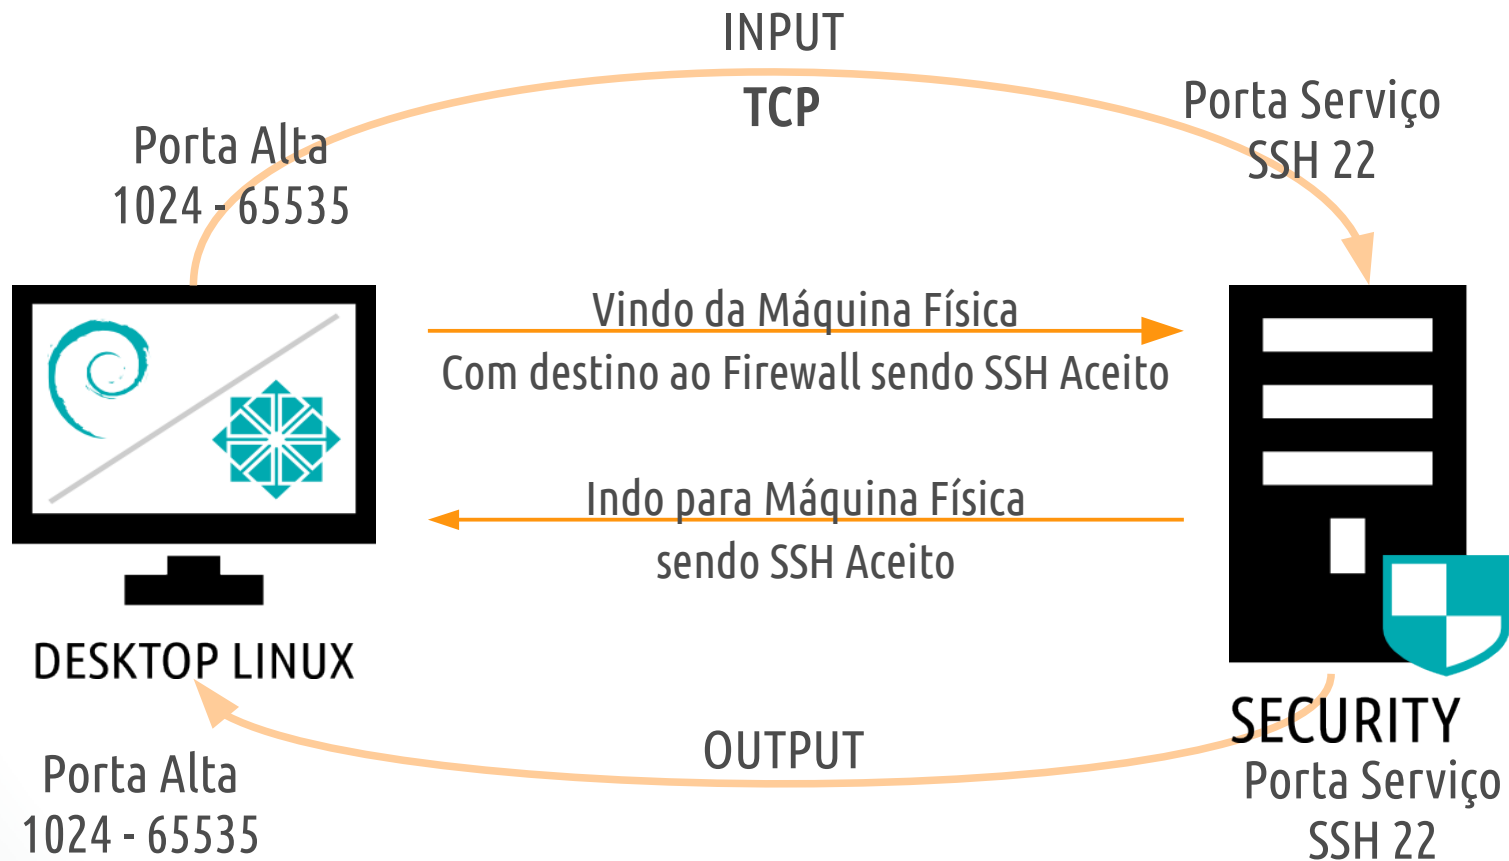 INPUT
TCP
Porta Alta
1024 - 65535
Porta Serviço
SSH 22
Vindo da Máquina Física
Com destino ao Firewall sendo SSH Aceito
Indo para Máquina Física
sendo SSH Aceito
DESKTOP LINUX
SECURITY
OUTPUT
Porta Alta
1024 - 65535
Porta Serviço
SSH 22